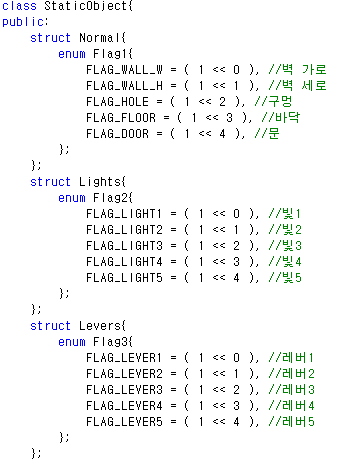 class StaticObject{
public:
    struct Normal{
        enum Flag1{
            FLAG_WALL_W = ( 1 << 0 ), //벽 가로
            FLAG_WALL_H = ( 1 << 1 ), //벽 세로
            FLAG_HOLE = ( 1 << 2 ), //구멍
            FLAG_FLOOR = ( 1 << 3 ), //바닥
            FLAG_DOOR = ( 1 << 4 ), //문
        };
    };
    struct Lights{
        enum Flag2{
            FLAG_LIGHT1 = ( 1 << 0 ), //빛1
            FLAG_LIGHT2 = ( 1 << 1 ), //빛2
            FLAG_LIGHT3 = ( 1 << 2 ), //빛3
            FLAG_LIGHT4 = ( 1 << 3 ), //빛4
            FLAG_LIGHT5 = ( 1 << 4 ), //빛5
        };
    };
    struct Levers{
        enum Flag3{
            FLAG_LEVER1 = ( 1 << 0 ), //레버1
            FLAG_LEVER2 = ( 1 << 1 ), //레버2
            FLAG_LEVER3 = ( 1 << 2 ), //레버3
            FLAG_LEVER4 = ( 1 << 3 ), //레버4
            FLAG_LEVER5 = ( 1 << 4 ), //레버5
        };
    };